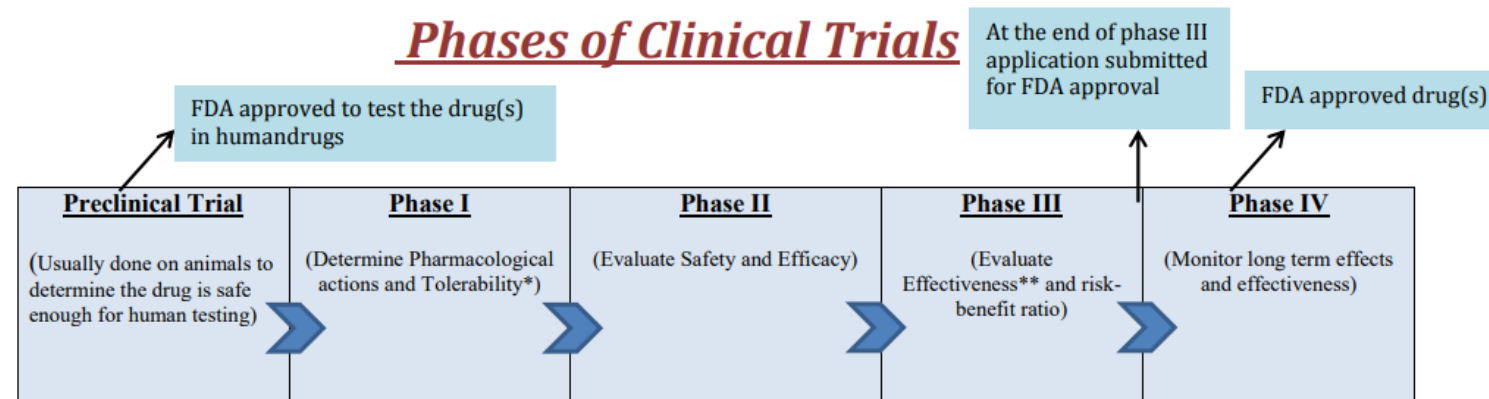 Phases of Clinical Trials
At the end of phase III
application submitted
for FDA approval
FDA approved to test the drug(s)
in humandrugs
FDA approved drug(s)
Preclinical Trial
(Usually done on animals to
determine the drug is safe
enough for human testing)
Phase I
(Determine Pharmacological
actions and Tolerability*)
Phase II
(Evaluate Safety and Efficacy)
Phase III
(Evaluate
Effectiveness** and risk-
benefit ratio)
Phase IV
(Monitor long term effects
and effectiveness)